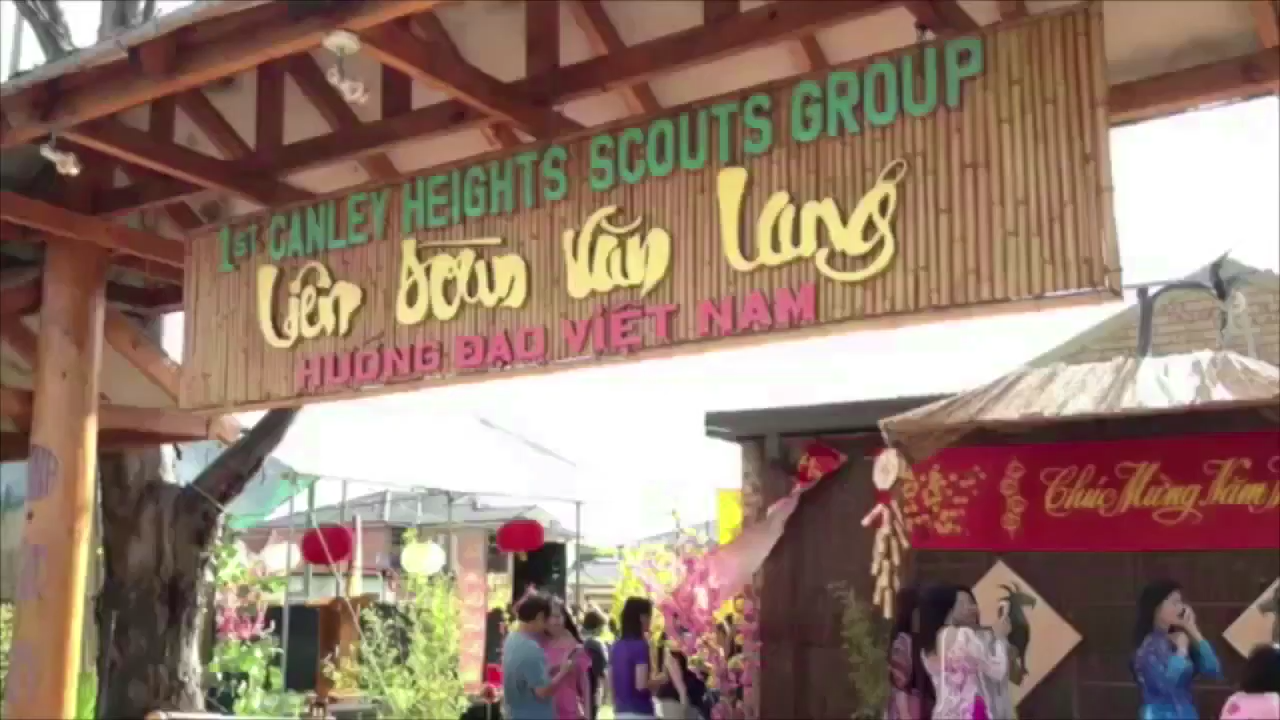 1ST CANLEY HEIGHTS SCOUTS GROUP
Liên Đoàn Văn Lang
HƯỚNG ĐẠO VIỆT NAM
Chúc Mừng Năm